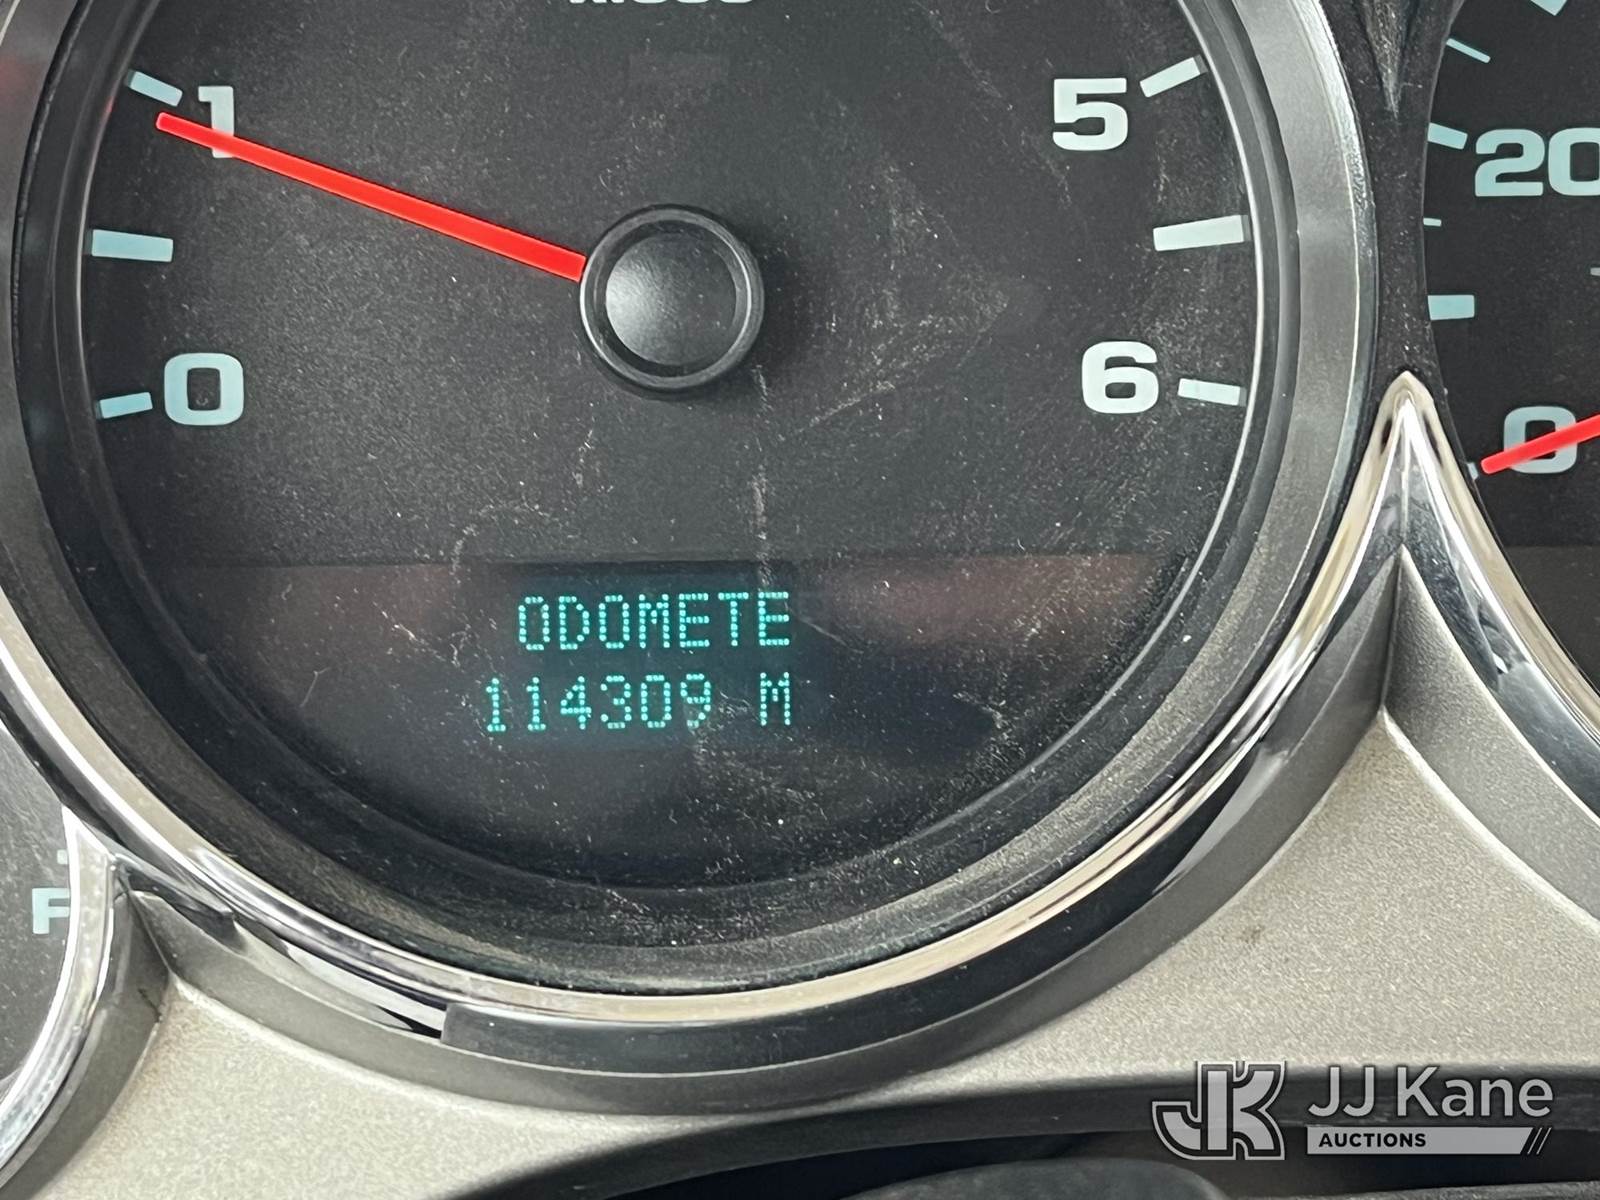 1
5
20
0
6
0
ODOMETE
114309 M
F
JJ Kane
AUCTIONS